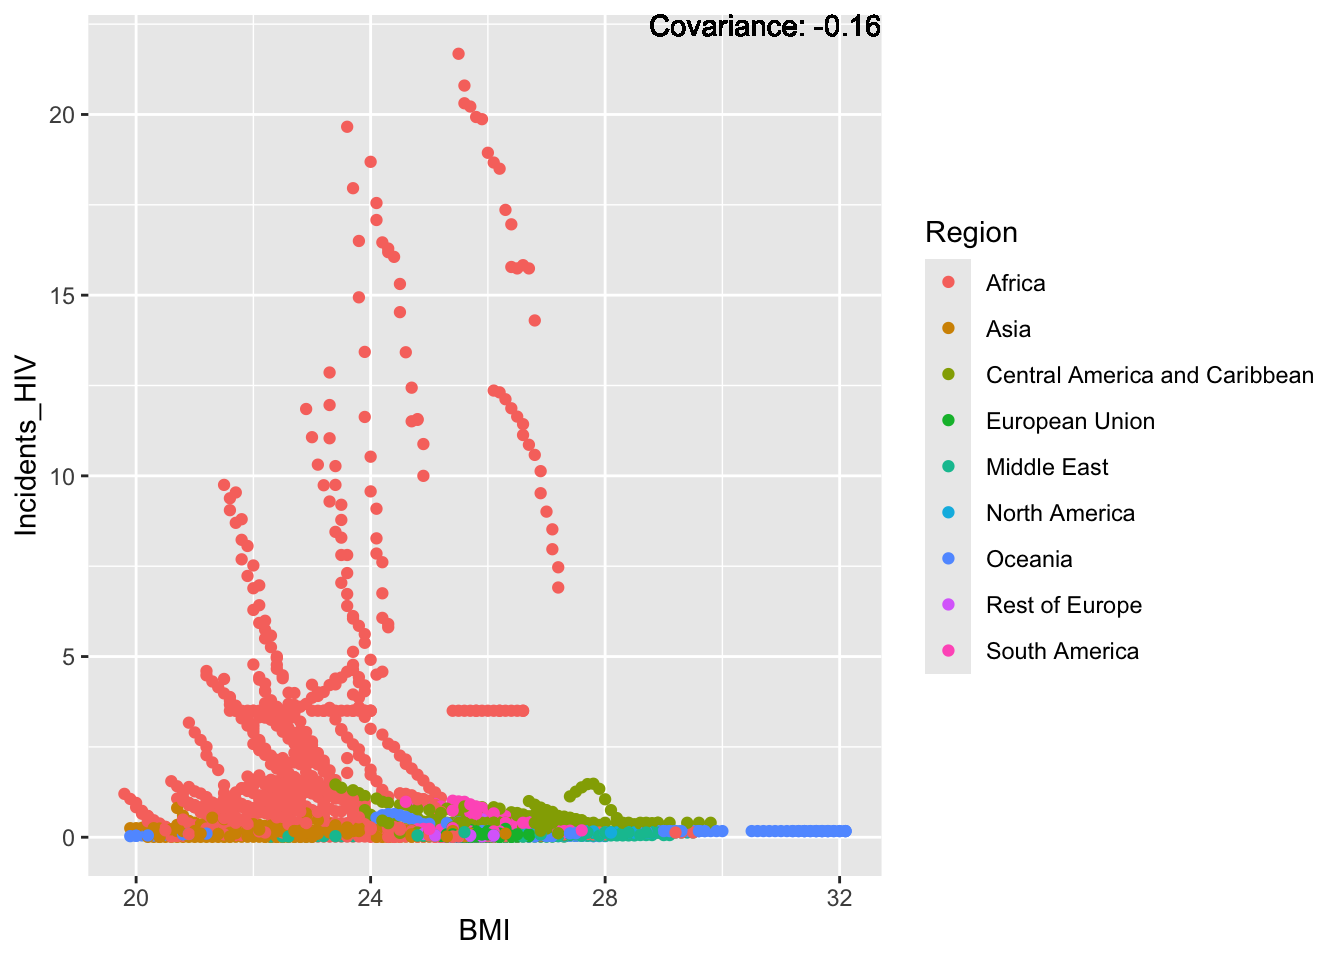 Covariance: -0.16
20
15
10
5
0
Incidents_HIV
20 24 28 32
BMI
Region
Africa
Asia
Central America and Caribbean
European Union
Middle East
North America
Oceania
Rest of Europe
South America